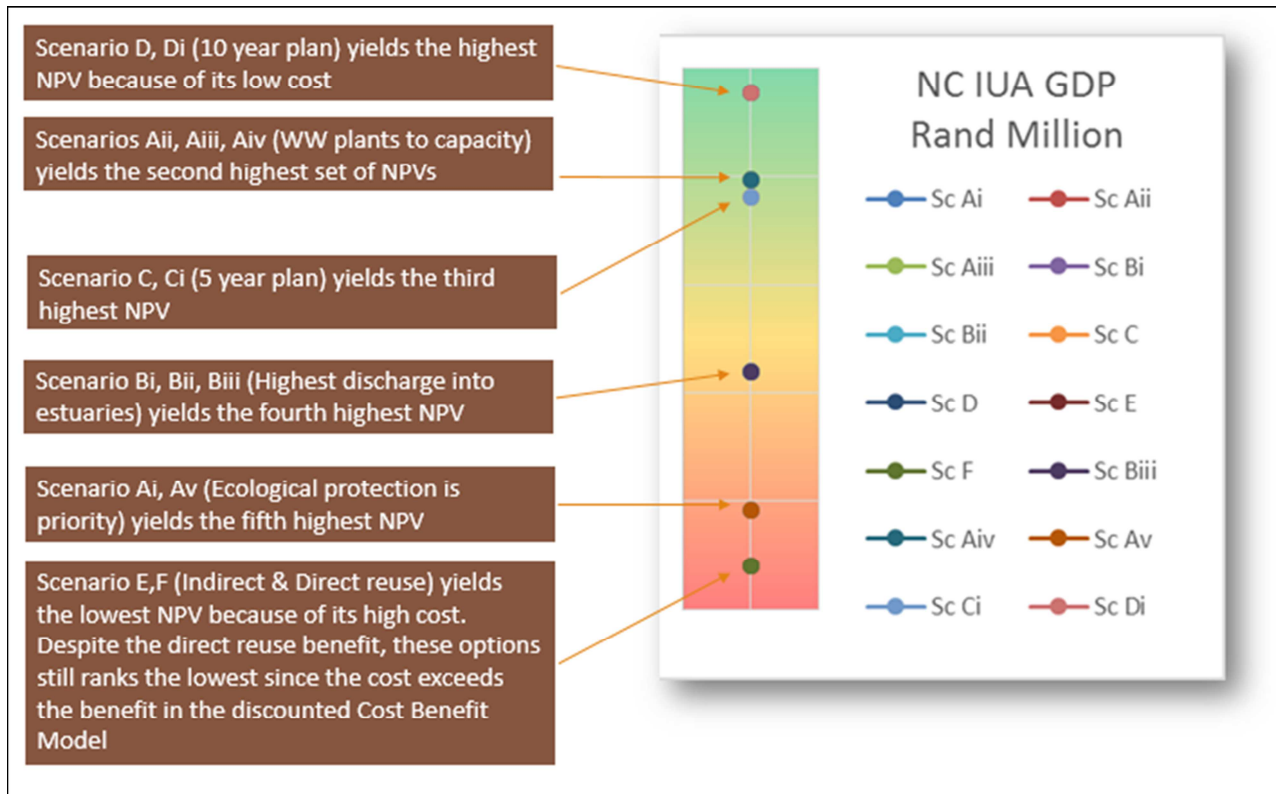 Scenario D, Di (10 year plan) yields the highest
NPV because of its low cost
Scenarios Aii, Aiii, Aiv (WW plants to capacity)
yields the second highest set of NPVs
Scenario C, Ci (5 year plan) yields the third
highest NPV
Scenario Bi, Bii, Biii (Highest discharge into
estuaries) yields the fourth highest NPV
Scenario Ai, Av (Ecological protection is
priority) yields the fifth highest NPV
Scenario E,F (Indirect & Direct reuse) yields
the lowest NPV because of its high cost.
Despite the direct reuse benefit, these options
still ranks the lowest since the cost exceeds
the benefit in the discounted Cost Benefit
Model
NC IUA GDP
Rand Million
Sc Ai Sc Aii
Sc Aiii Sc Bi
Sc Bii Sc C
Sc D Sc E
Sc F Sc Biii
Sc Aiv Sc Av
Sc Ci Sc Di